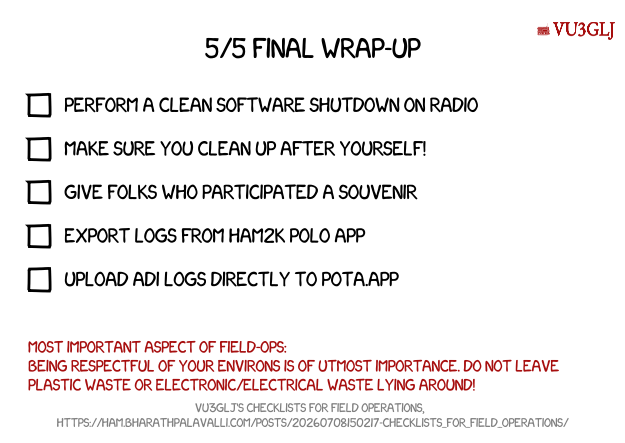 VU3GLJ
5/5 FINAL WRAP-UP
PERFORM A CLEAN SOFTWARE SHUTDOWN ON RADIO
MAKE SURE YOU CLEAN UP AFTER YOURSELF!
GIVE FOLKS WHO PARTICIPATED A SOUVENIR
EXPORT LOGS FROM HAM2K POLO APP
UPLOAD ADI LOGS DIRECTLY TO POTA.APP
MOST IMPORTANT ASPECT OF FIELD-OPS:
BEING RESPECTFUL OF YOUR ENVIRONS IS OF UTMOST IMPORTANCE. DO NOT LEAVE
PLASTIC WASTE OR ELECTRONIC/ELECTRICAL WASTE LYING AROUND!
VU3GLJ'S CHECKLISTS FOR FIELD OPERATIONS,
HTTPS://HAM.BHARATHPALAVALLI.COM/POSTS/20260708150217-CHECKLISTS_FOR_FIELD_OPERATIONS/